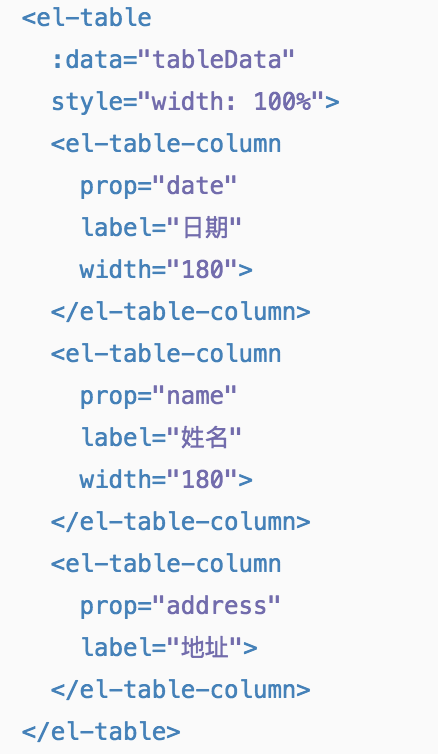 <el-table
:data="tableData"
style="width: 100%">
<el-table-column
prop="date"
label="日期"
width="180">
</el-table-column>
<el-table-column
prop="name"
label="姓名"
width="180">
</el-table-column>
<el-table-column
prop="address"
label="地址">
</el-table-column>
</el-table>